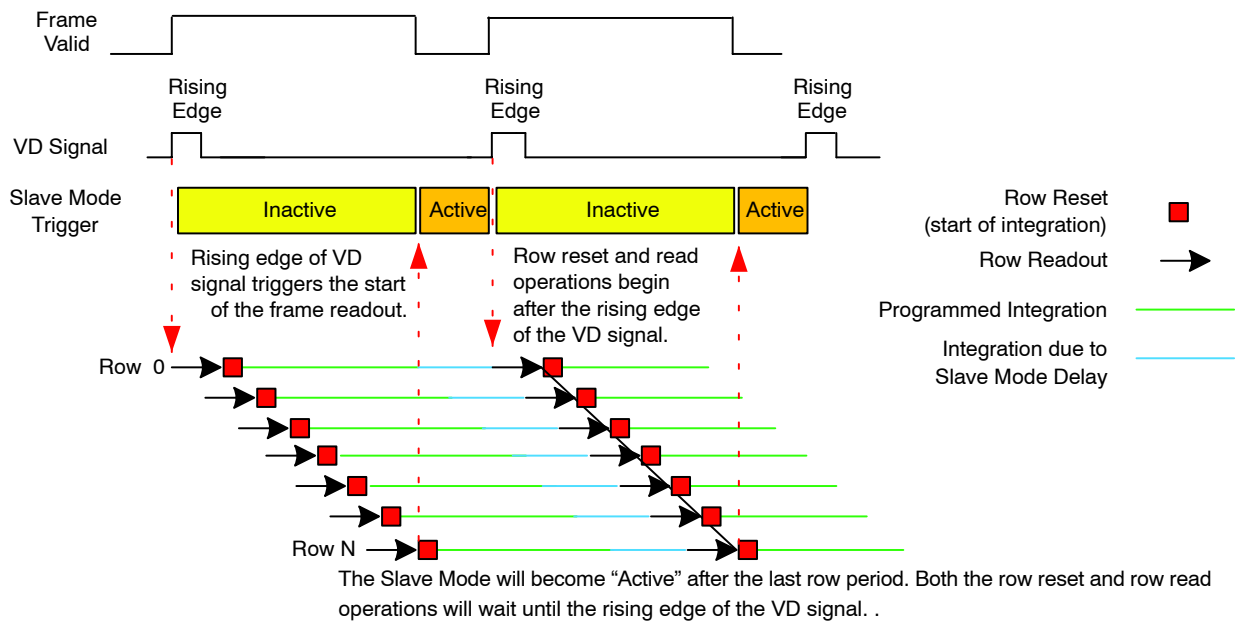 Frame
Valid
Rising
Edge
Rising
Edge
Rising
Edge
VD Signal
Slave Mode
Trigger
Inactive
Active
Inactive
Active
Rising edge of VD
signal triggers the start
of the frame readout.
Row reset and read
operations begin
after the rising edge
of the VD signal.
Row Reset
(start of integration)
Row Readout
Programmed Integration
Integration due to
Slave Mode Delay
Row 0
Row N
The Slave Mode will become “Active” after the last row period. Both the row reset and row read
operations will wait until the rising edge of the VD signal. .